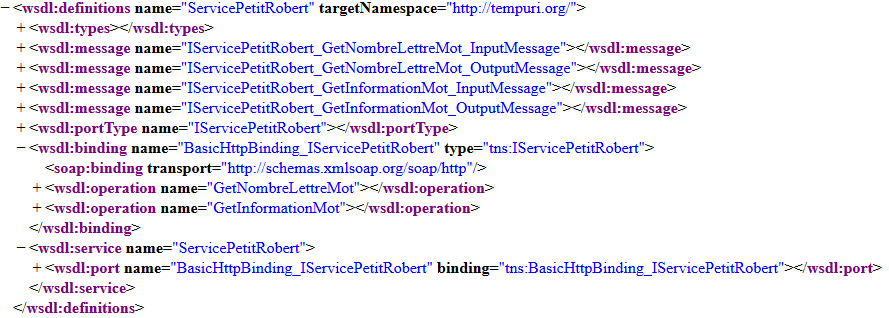 − <wsdl:definitions name="ServicePetitRobert" targetNamespace="http://tempuri.org/">
+ <wsdl:types></wsdl:types>
+ <wsdl:message name="IServicePetitRobert_GetNombreLettreMot_InputMessage"></wsdl:message>
+ <wsdl:message name="IServicePetitRobert_GetNombreLettreMot_OutputMessage"></wsdl:message>
+ <wsdl:message name="IServicePetitRobert_GetInformationMot_InputMessage"></wsdl:message>
+ <wsdl:message name="IServicePetitRobert_GetInformationMot_OutputMessage"></wsdl:message>
+ <wsdl:portType name="IServicePetitRobert"></wsdl:portType>
− <wsdl:binding name="BasicHttpBinding_IServicePetitRobert" type="tns:IServicePetitRobert">
<soap:binding transport="http://schemas.xmlsoap.org/soap/http"/>
+ <wsdl:operation name="GetNombreLettreMot"></wsdl:operation>
+ <wsdl:operation name="GetInformationMot"></wsdl:operation>
</wsdl:binding>
− <wsdl:service name="ServicePetitRobert">
+ <wsdl:port name="BasicHttpBinding_IServicePetitRobert" binding="tns:BasicHttpBinding_IServicePetitRobert"></wsdl:port>
</wsdl:service>
</wsdl:definitions>